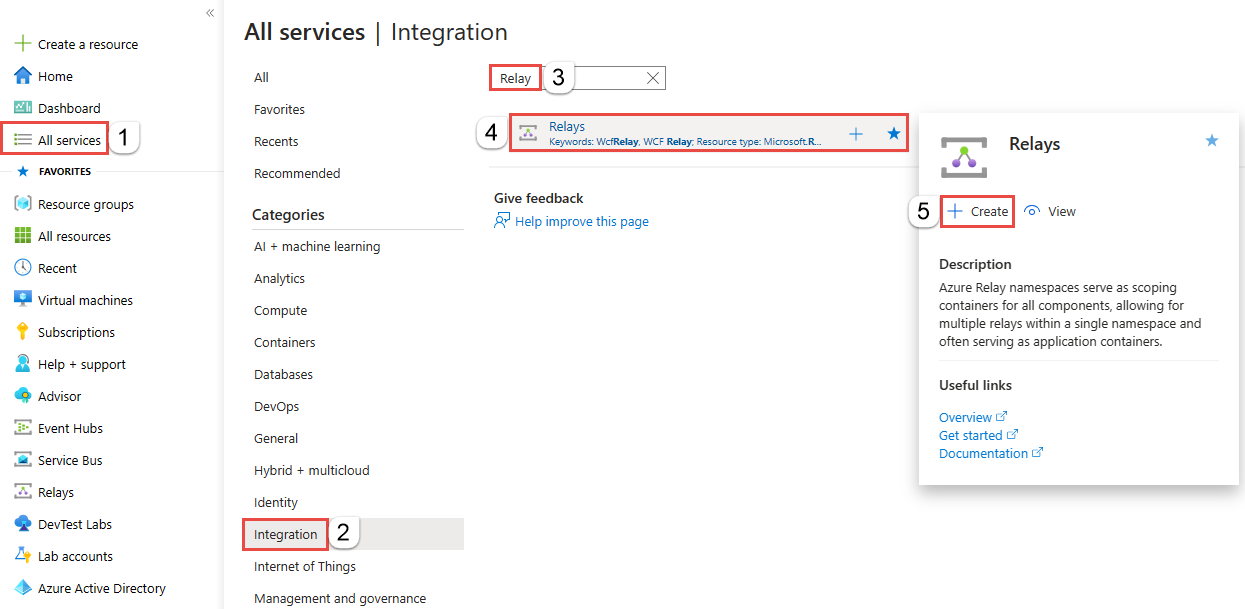 «
Create a resource
Home
Dashboard
All services
1
FAVORITES
Resource groups
All resources
Recent
Virtual machines
Subscriptions
Help + support
Advisor
Event Hubs
Service Bus
Relays
DevTest Labs
Lab accounts
Azure Active Directory
All services | Integration
All
Favorites
Recents
Recommended
Categories
AI + machine learning
Analytics
Compute
Containers
Databases
DevOps
General
Hybrid + multicloud
Identity
Integration
2
Internet of Things
Management and governance
Relay
3
4
Relays
Keywords: WcfRelay, WCF Relay; Resource type: Microsoft.R...
Give feedback
Help improve this page
Relays
5
Create
View
Description
Azure Relay namespaces serve as scoping
containers for all components, allowing for
multiple relays within a single namespace and
often serving as application containers.
Useful links
Overview
Get started
Documentation